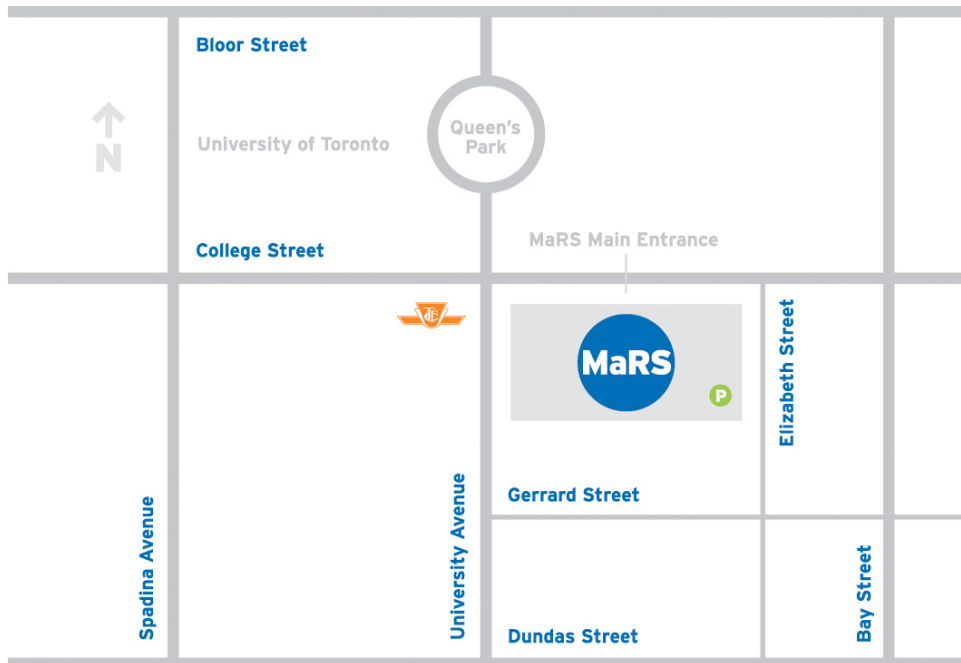 Bloor Street
N
University of Toronto
Queen's
Park
College Street
MaRS Main Entrance
TTC
MaRS
P
Elizabeth Street
Gerrard Street
Spadina Avenue
University Avenue
Bay Street
Dundas Street